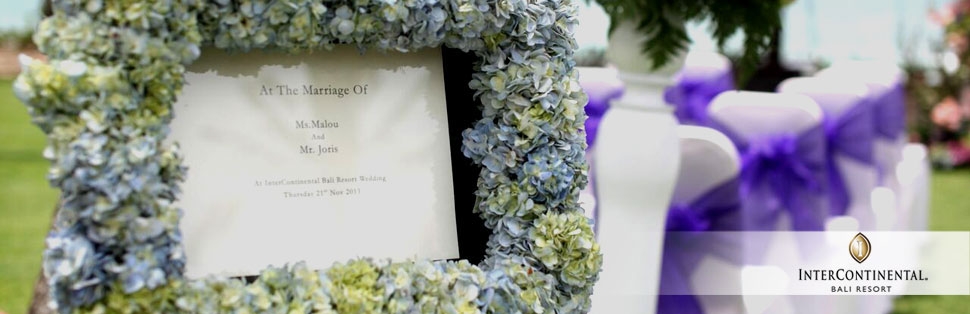 At The Marriage Of
Ms.Malou
And
Mr. Joris
At InterContinental Bali Resort Wedding
Thursday 21st Nov 2013
INTERCONTINENTAL®
BALI RESORT